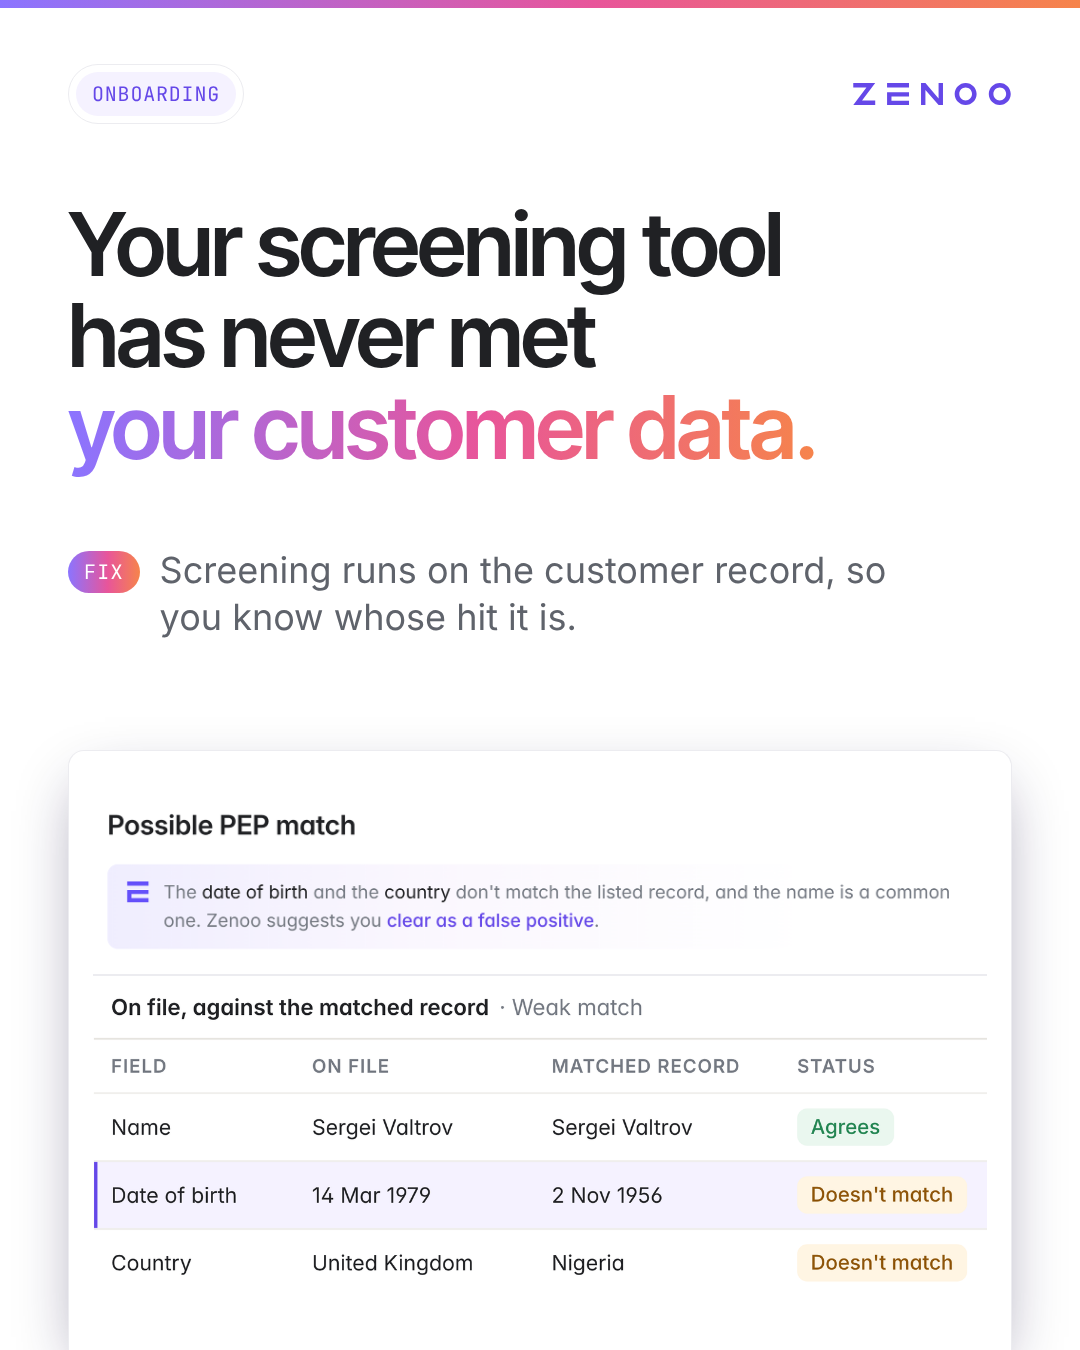 ONBOARDING
ZENOO
Your screening tool
has never met
your customer data.
FIX
Screening runs on the customer record, so
you know whose hit it is.
Possible PEP match
The date of birth and the country don't match the listed record, and the name is a common
one. Zenoo suggests you clear as a false positive.
On file, against the matched record · Weak match
FIELD ON FILE MATCHED RECORD STATUS
Name Sergei Valtrov Sergei Valtrov Agrees
Date of birth 14 Mar 1979 2 Nov 1956 Doesn't match
Country United Kingdom Nigeria Doesn't match